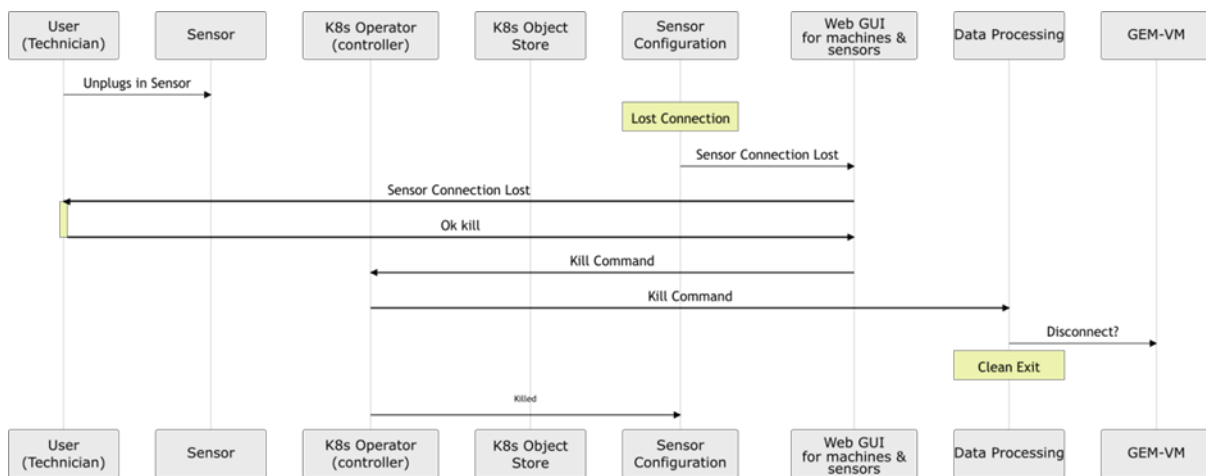 User
(Technician)
Sensor
K8s Operator
(controller)
K8s Object
Store
Sensor
Configuration
Web GUI
for machines &
sensors
Data Processing
GEM-VM
Unplugs in Sensor
Lost Connection
Sensor Connection Lost
Sensor Connection Lost
Ok kill
Kill Command
Kill Command
Disconnect?
Clean Exit
Killed
User
(Technician)
Sensor
K8s Operator
(controller)
K8s Object
Store
Sensor
Configuration
Web GUI
for machines &
sensors
Data Processing
GEM-VM